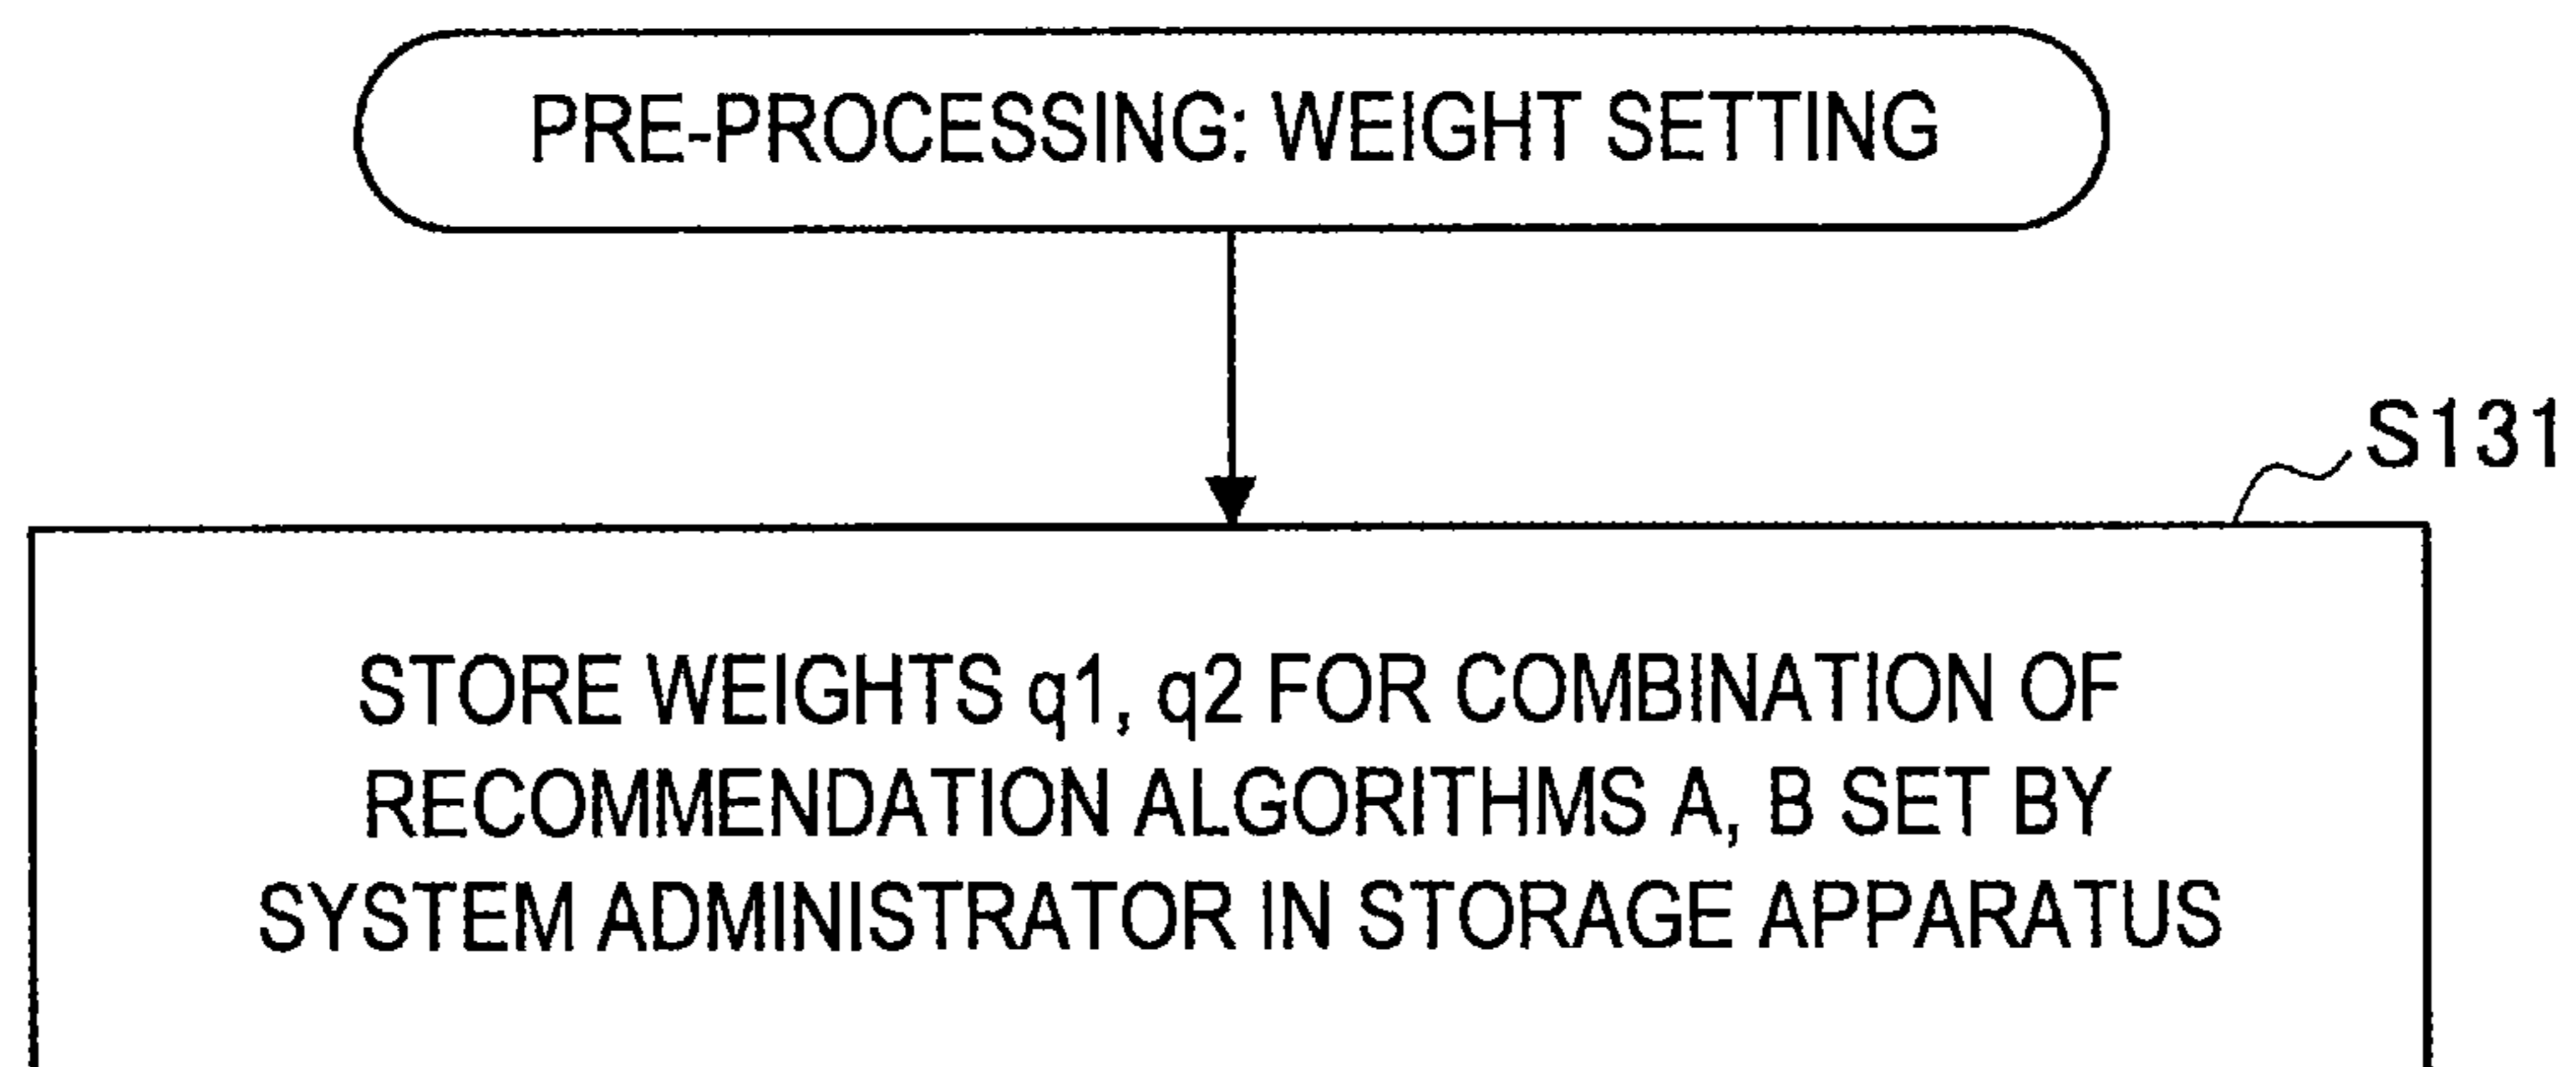 PRE-PROCESSING: WEIGHT SETTING
S131
STORE WEIGHTS q1, q2 FOR COMBINATION OF
RECOMMENDATION ALGORITHMS A, B SET BY
SYSTEM ADMINISTRATOR IN STORAGE APPARATUS